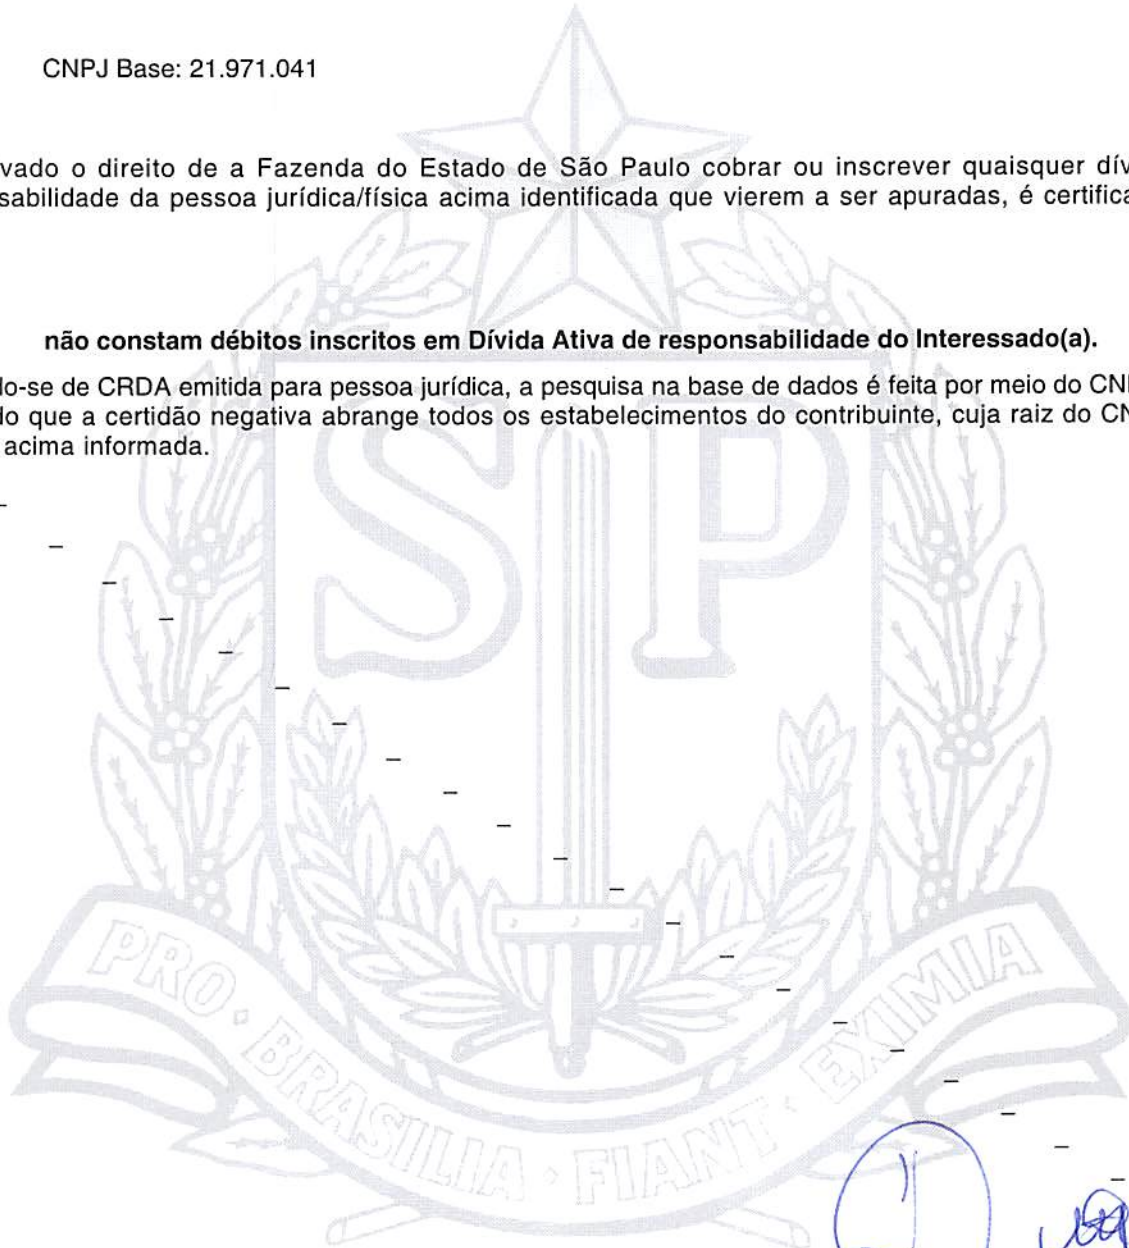 CNPJ Base: 21.971.041
vado o direito de a Fazenda do Estado de São Paulo cobrar ou inscrever quaisquer dív
sabilidade da pessoa jurídica/física acima identificada que vierem a ser apuradas, é certifica
não constam débitos inscritos em Dívida Ativa de responsabilidade do Interessado(a).
lo-se de CRDA emitida para pessoa jurídica, a pesquisa na base de dados é feita por meio do CN
do que a certidão negativa abrange todos os estabelecimentos do contribuinte, cuja raiz do CN
acima informada.
SP
PRO · BRASILIA · FIANT · EXIMIA